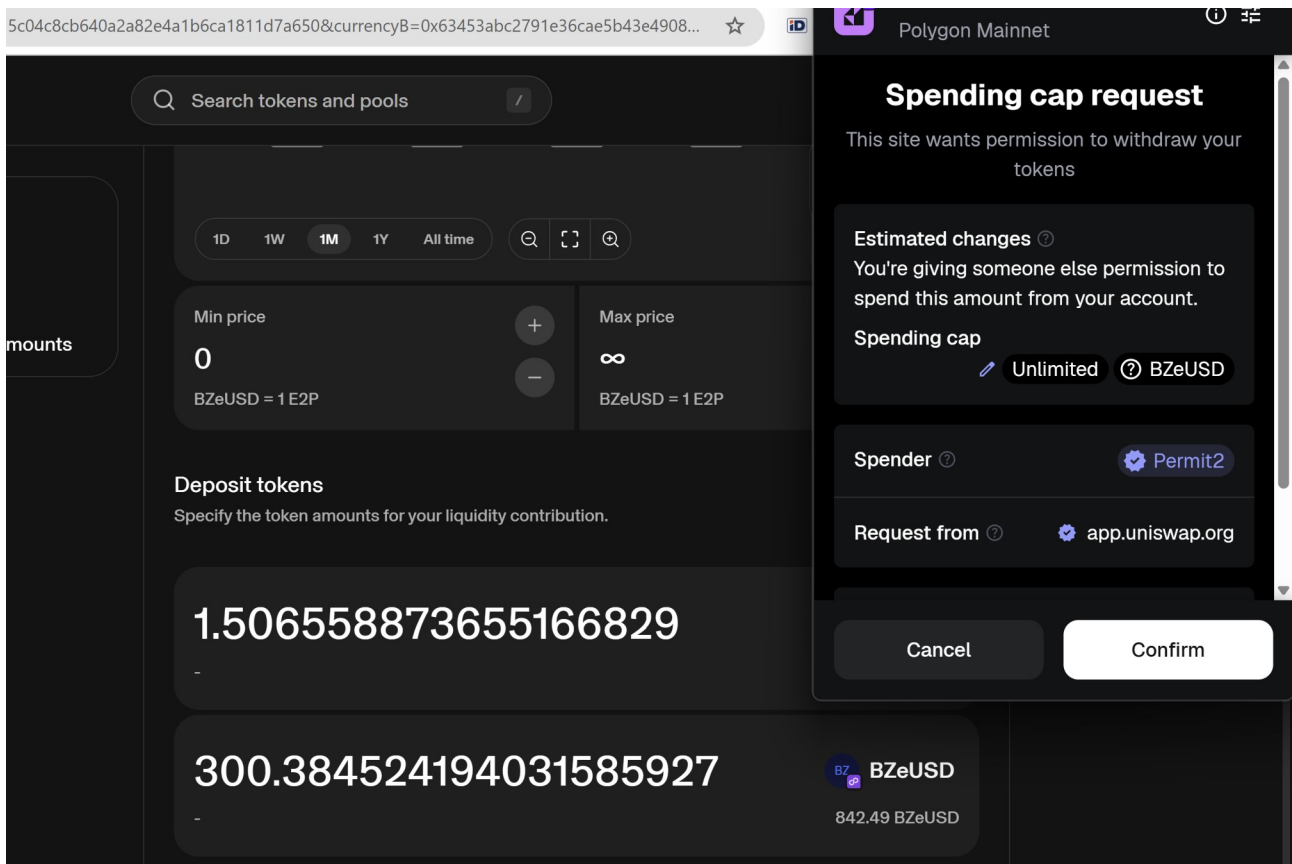 5c04c8cb640a2a82e4a1b6ca1811d7a650&currencyB=0x63453abc2791e36cae5b43e4908...
iD
Polygon Mainnet
Search tokens and pools
/
mounts
1D 1W 1M 1Y All time
Min price
0
BZeUSD = 1 E2P
Max price
∞
BZeUSD = 1 E2P
Deposit tokens
Specify the token amounts for your liquidity contribution.
1.506558873655166829
-
300.384524194031585927
-
BZ BZeUSD
842.49 BZeUSD
Spending cap request
This site wants permission to withdraw your
tokens
Estimated changes
You're giving someone else permission to
spend this amount from your account.
Spending cap
Unlimited BZeUSD
Spender Permit2
Request from app.uniswap.org
Cancel Confirm